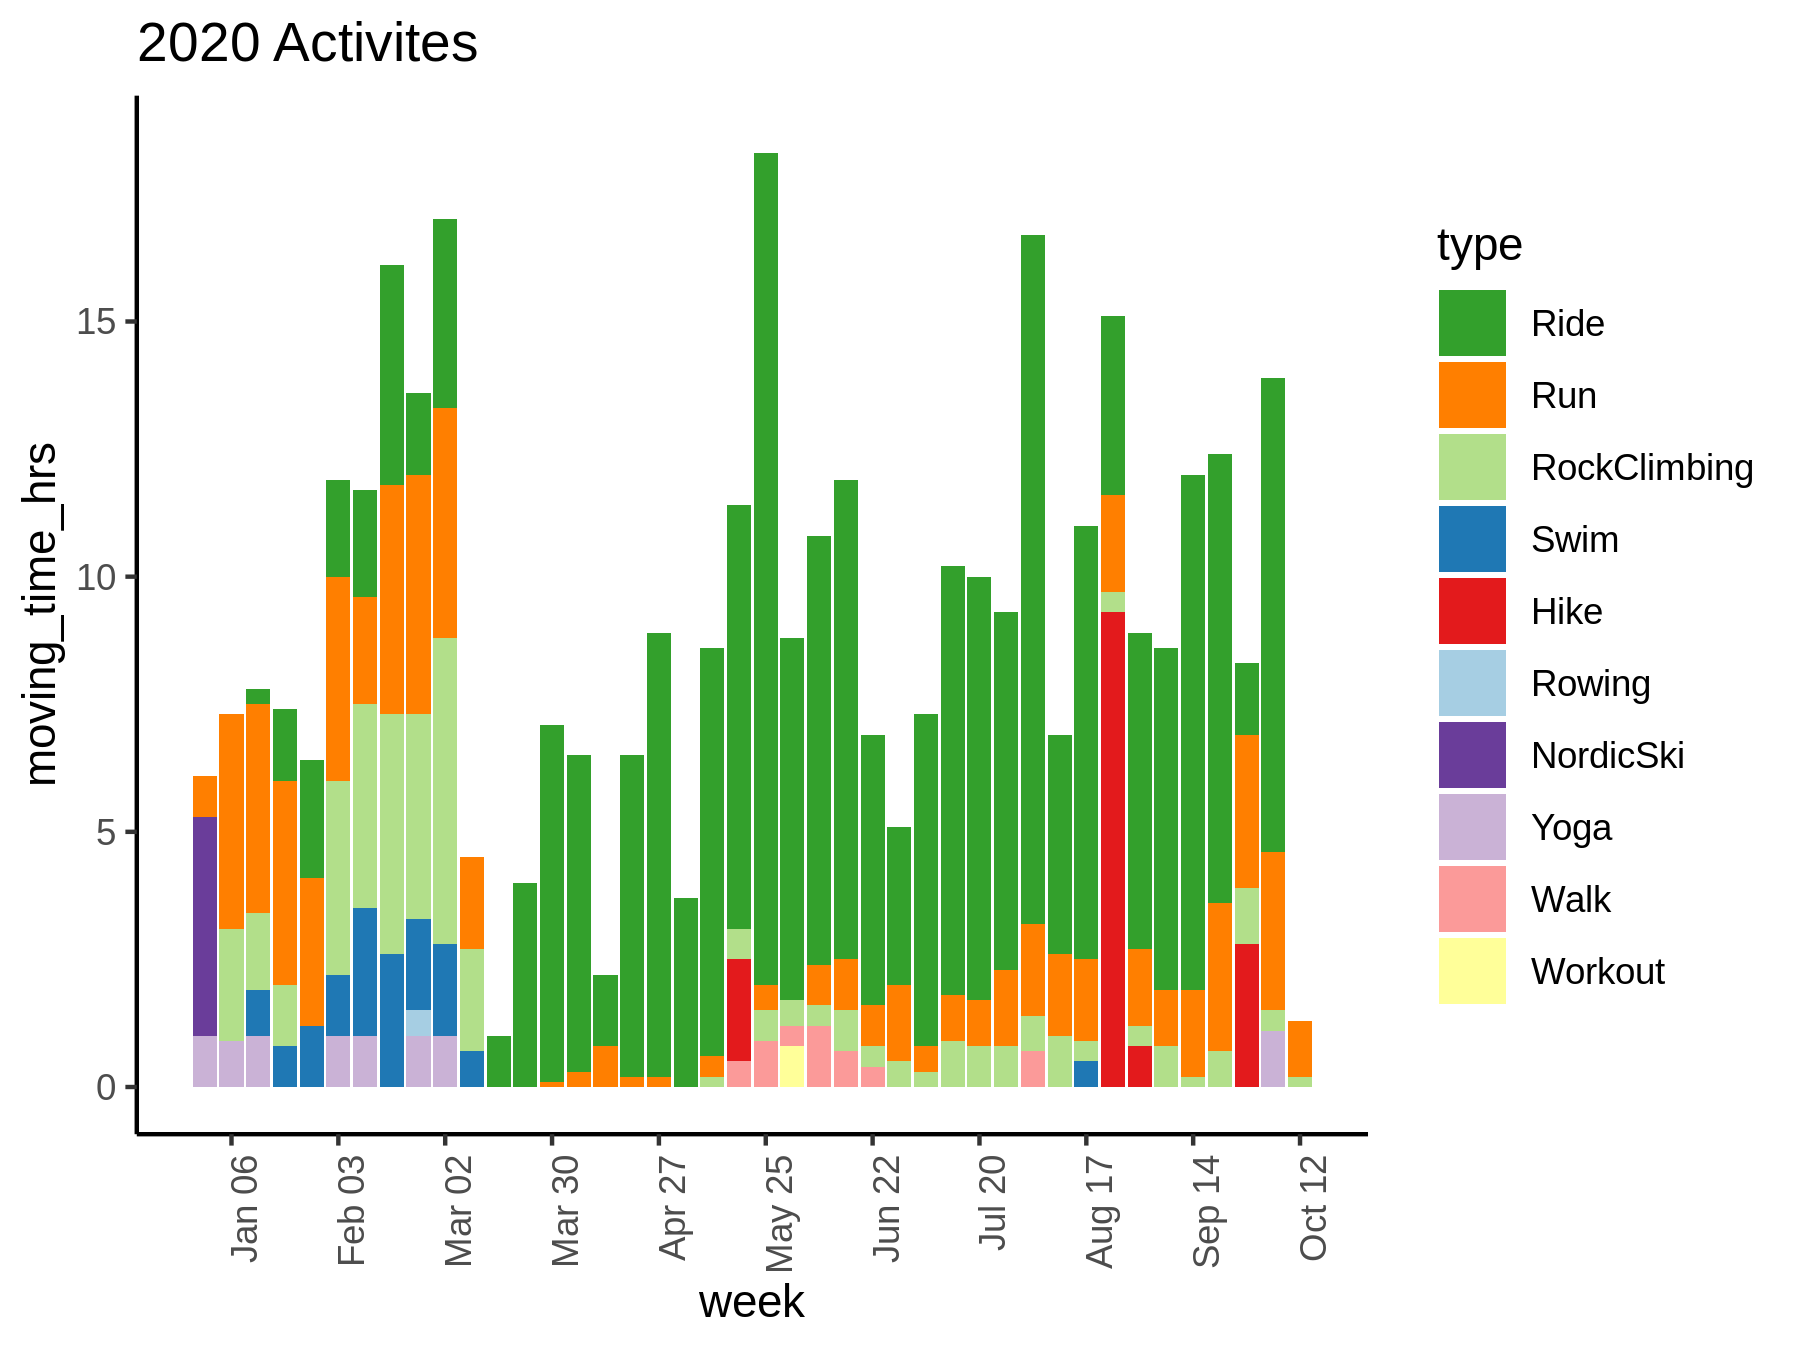 2020 Activites
moving_time_hrs
15
10
5
0
Jan 06
Feb 03
Mar 02
Mar 30
Apr 27
May 25
Jun 22
Jul 20
Aug 17
Sep 14
Oct 12
week
type
Ride
Run
RockClimbing
Swim
Hike
Rowing
NordicSki
Yoga
Walk
Workout